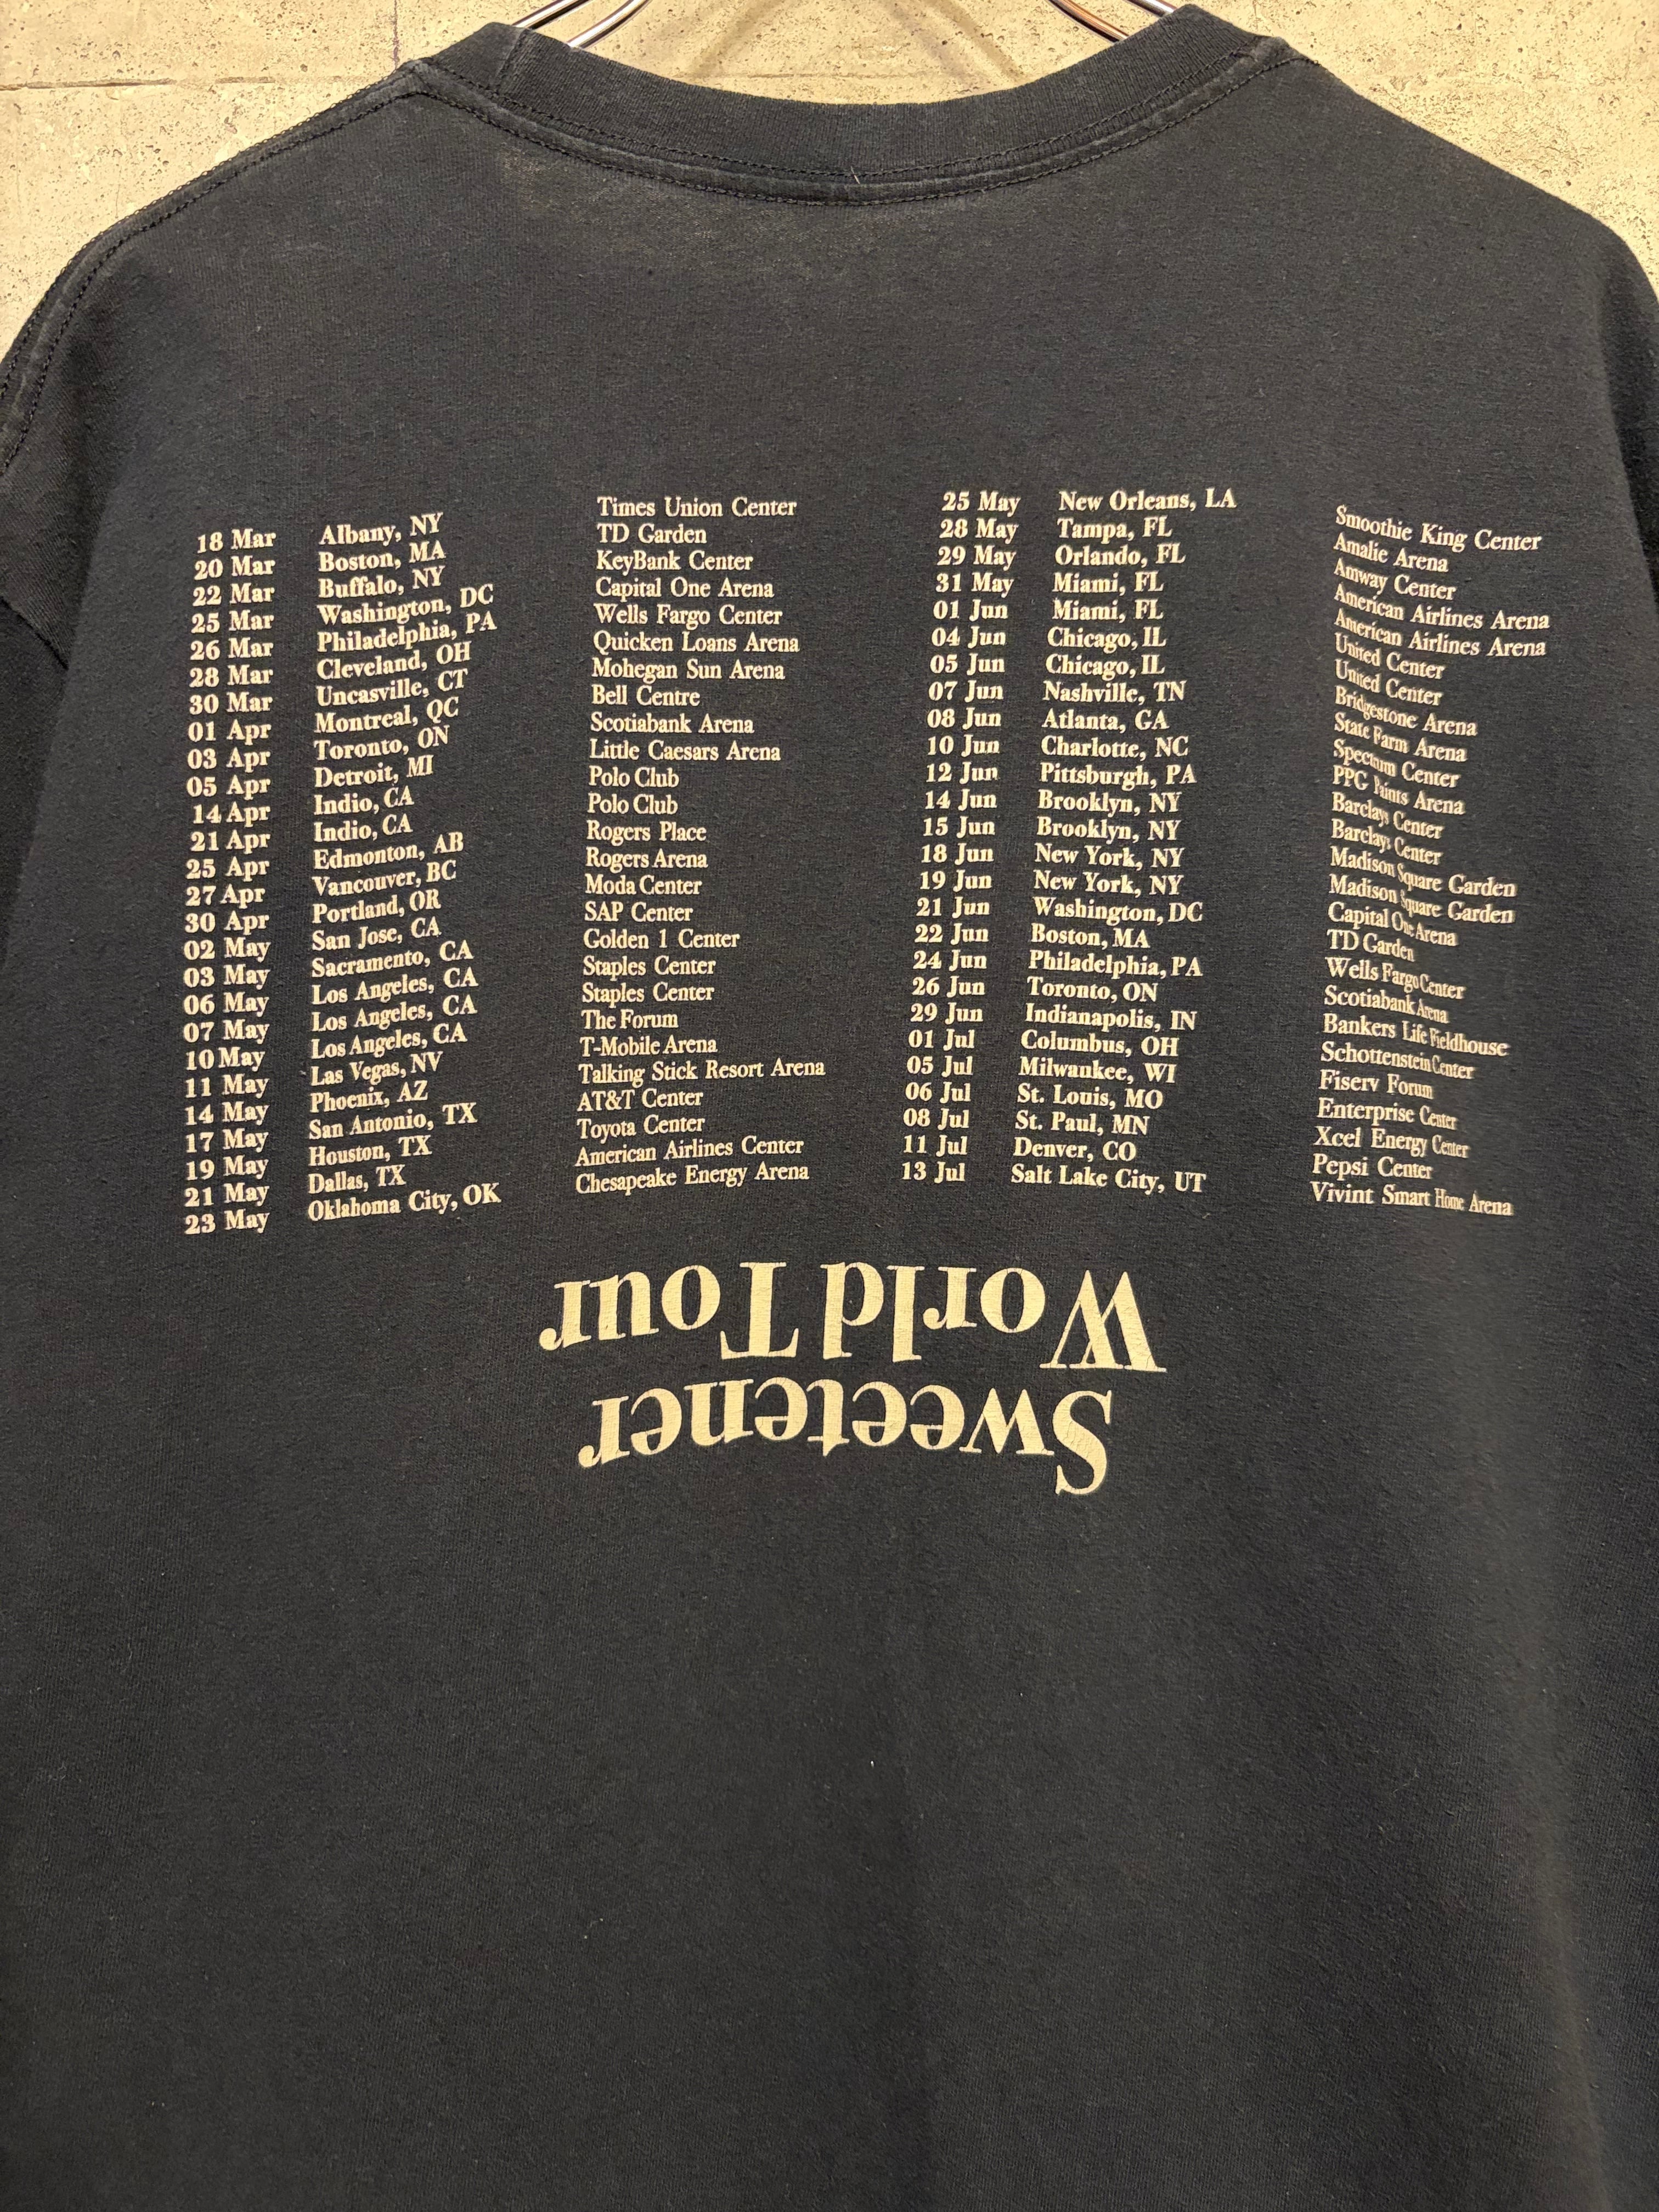 18 Mar Albany, NY Times Union Center
20 Mar Boston, MA TD Garden
22 Mar Buffalo, NY KeyBank Center
25 Mar Washington, DC Capital One Arena
26 Mar Philadelphia, PA Wells Fargo Center
28 Mar Cleveland, OH Quicken Loans Arena
30 Mar Uncasville, CT Mohegan Sun Arena
01 Apr Montreal, QC Bell Centre
03 Apr Toronto, ON Scotiabank Arena
05 Apr Detroit, MI Little Caesars Arena
14 Apr Indio, CA Polo Club
21 Apr Indio, CA Polo Club
25 Apr Edmonton, AB Rogers Place
27 Apr Vancouver, BC Rogers Arena
30 Apr Portland, OR Moda Center
02 May San Jose, CA SAP Center
03 May Sacramento, CA Golden 1 Center
06 May Los Angeles, CA Staples Center
07 May Los Angeles, CA Staples Center
10 May Los Angeles, CA The Forum
11 May Las Vegas, NV T-Mobile Arena
14 May Phoenix, AZ Talking Stick Resort Arena
17 May San Antonio, TX AT&T Center
19 May Houston, TX Toyota Center
21 May Dallas, TX American Airlines Center
23 May Oklahoma City, OK Chesapeake Energy Arena
25 May New Orleans, LA Smoothie King Center
28 May Tampa, FL Amalie Arena
29 May Orlando, FL Amway Center
31 May Miami, FL American Airlines Arena
01 Jun Miami, FL American Airlines Arena
04 Jun Chicago, IL United Center
05 Jun Chicago, IL United Center
07 Jun Nashville, TN Bridgestone Arena
08 Jun Atlanta, GA State Farm Arena
10 Jun Charlotte, NC Spectrum Center
12 Jun Pittsburgh, PA PPG Paints Arena
14 Jun Brooklyn, NY Barclays Center
15 Jun Brooklyn, NY Barclays Center
18 Jun New York, NY Madison Square Garden
19 Jun New York, NY Madison Square Garden
21 Jun Washington, DC Capital One Arena
22 Jun Boston, MA TD Garden
24 Jun Philadelphia, PA Wells Fargo Center
26 Jun Toronto, ON Scotiabank Arena
29 Jun Indianapolis, IN Bankers Life Fieldhouse
01 Jul Columbus, OH Schottenstein Center
05 Jul Milwaukee, WI Fiserv Forum
06 Jul St. Louis, MO Enterprise Center
08 Jul St. Paul, MN Xcel Energy Center
11 Jul Denver, CO Pepsi Center
13 Jul Salt Lake City, UT Vivint Smart Home Arena
Sweetener
World Tour